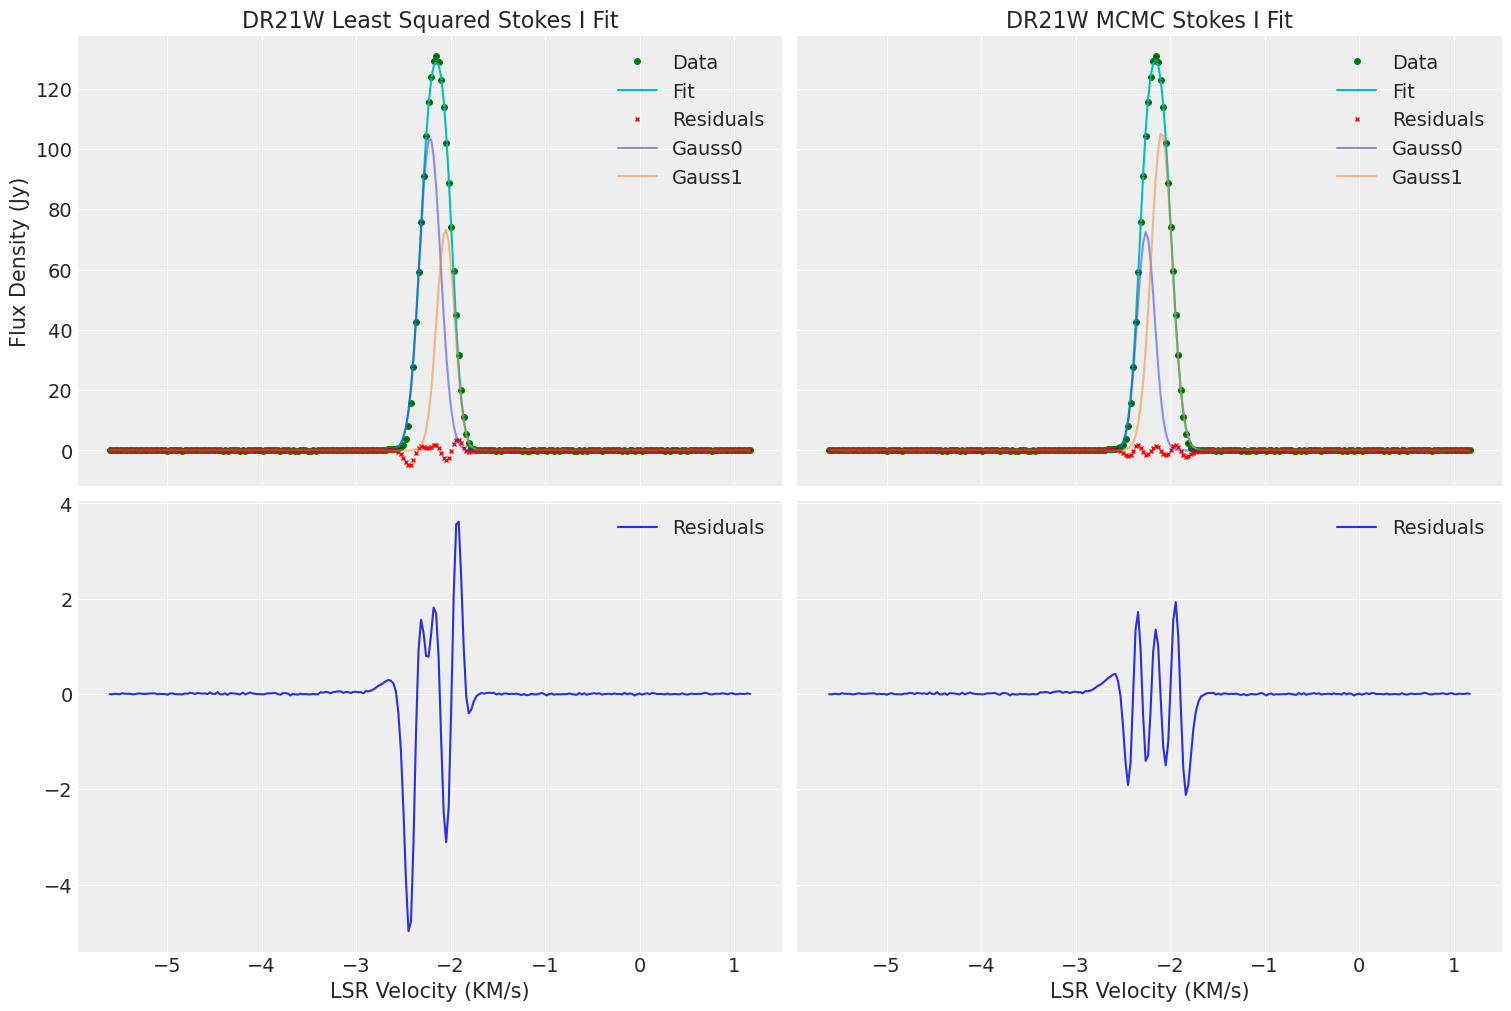 DR21W Least Squared Stokes I Fit
DR21W MCMC Stokes I Fit
Flux Density (Jy)
120
100
80
60
40
20
0
Data
Fit
Residuals
Gauss0
Gauss1
Data
Fit
Residuals
Gauss0
Gauss1
4
2
0
−2
−4
Residuals
Residuals
−5 −4 −3 −2 −1 0 1
−5 −4 −3 −2 −1 0 1
LSR Velocity (KM/s)
LSR Velocity (KM/s)